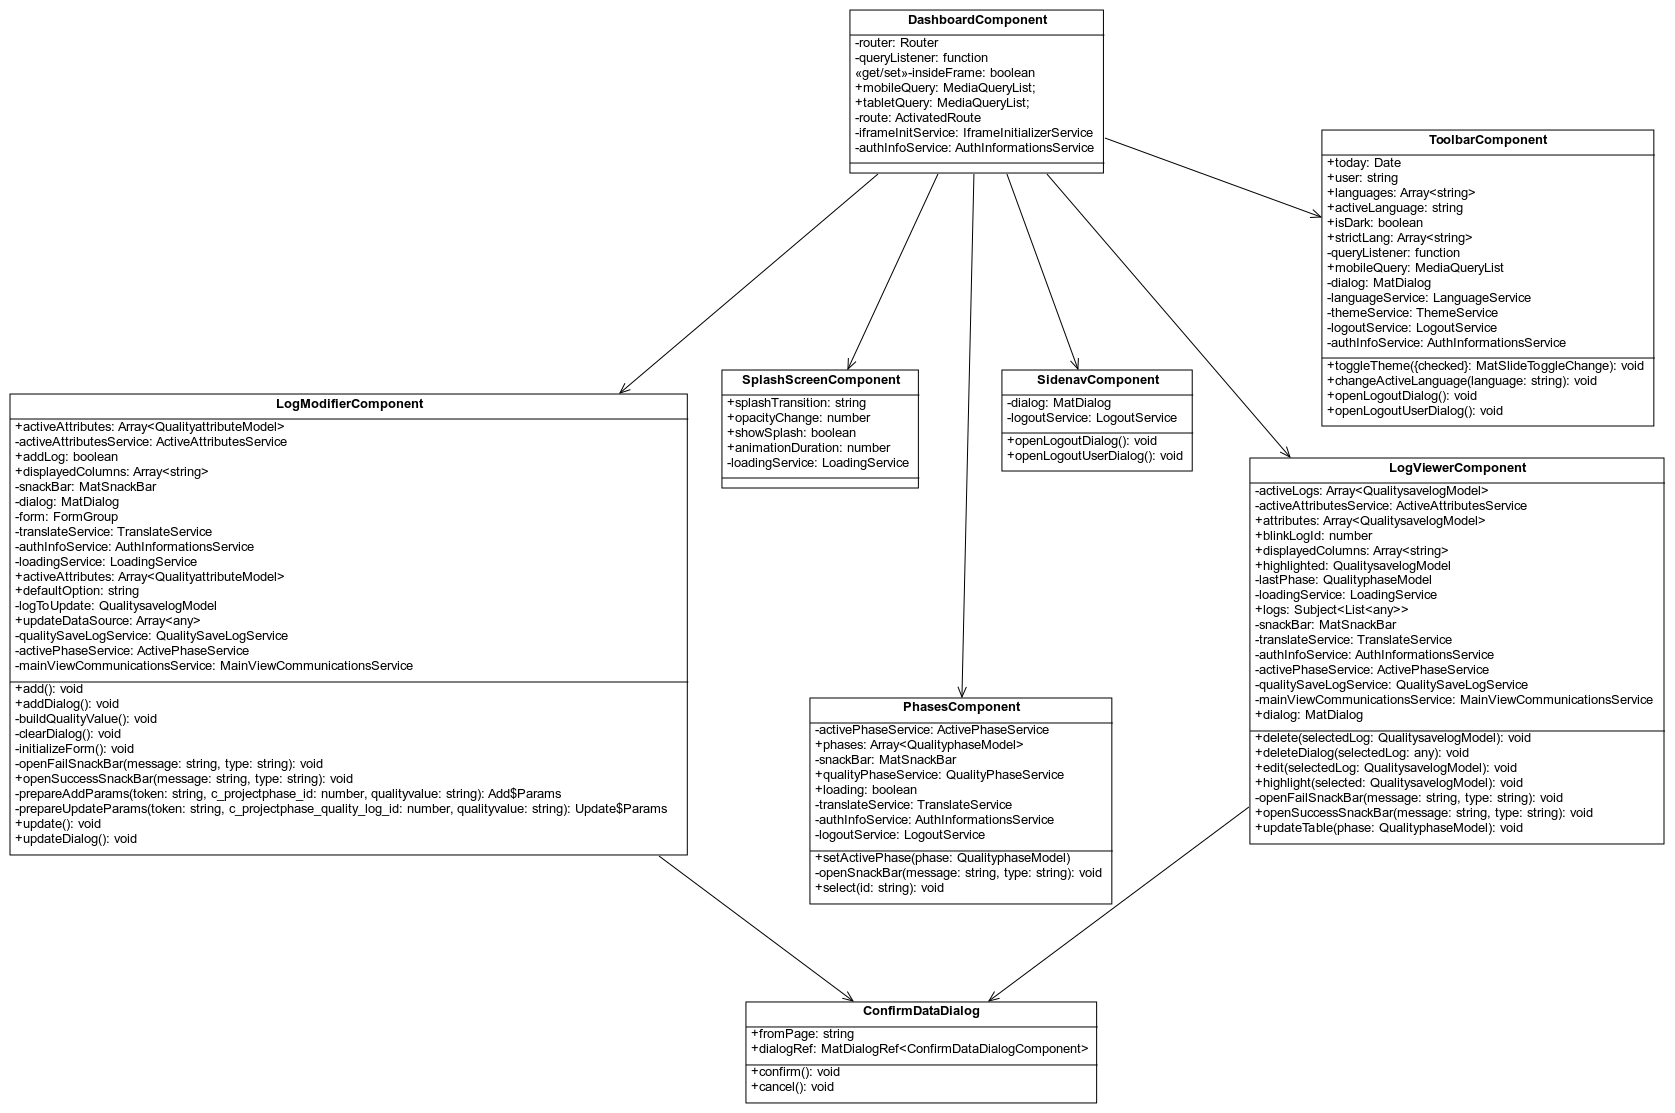 DashboardComponent
-router: Router
-queryListener: function
«get/set»-insideFrame: boolean
+mobileQuery: MediaQueryList;
+tabletQuery: MediaQueryList;
-route: ActivatedRoute
-iframeInitService: IframeInitializerService
-authInfoService: AuthInformationsService
ToolbarComponent
+today: Date
+user: string
+languages: Array<string>
+activeLanguage: string
+isDark: boolean
+strictLang: Array<string>
-queryListener: function
+mobileQuery: MediaQueryList
-dialog: MatDialog
-languageService: LanguageService
-themeService: ThemeService
-logoutService: LogoutService
-authInfoService: AuthInformationsService
+toggleTheme({checked}: MatSlideToggleChange): void
+changeActiveLanguage(language: string): void
+openLogoutDialog(): void
+openLogoutUserDialog(): void
LogModifierComponent
+activeAttributes: Array<QualityattributeModel>
-activeAttributesService: ActiveAttributesService
+addLog: boolean
+displayedColumns: Array<string>
-snackBar: MatSnackBar
-dialog: MatDialog
-form: FormGroup
-translateService: TranslateService
-authInfoService: AuthInformationsService
-loadingService: LoadingService
+activeAttributes: Array<QualityattributeModel>
+defaultOption: string
-logToUpdate: QualitysavelogModel
+updateDataSource: Array<any>
-qualitySaveLogService: QualitySaveLogService
-activePhaseService: ActivePhaseService
-mainViewCommunicationsService: MainViewCommunicationsService
+add(): void
+addDialog(): void
-buildQualityValue(): void
-clearDialog(): void
-initializeForm(): void
-openFailSnackBar(message: string, type: string): void
+openSuccessSnackBar(message: string, type: string): void
-prepareAddParams(token: string, c_projectphase_id: number, qualityvalue: string): Add$Params
-prepareUpdateParams(token: string, c_projectphase_quality_log_id: number, qualityvalue: string): Update$Params
+update(): void
+updateDialog(): void
SplashScreenComponent
+splashTransition: string
+opacityChange: number
+showSplash: boolean
+animationDuration: number
-loadingService: LoadingService
SidenavComponent
-dialog: MatDialog
-logoutService: LogoutService
+openLogoutDialog(): void
+openLogoutUserDialog(): void
LogViewerComponent
-activeLogs: Array<QualitysavelogModel>
-activeAttributesService: ActiveAttributesService
+attributes: Array<QualitysavelogModel>
+blinkLogId: number
+displayedColumns: Array<string>
+highlighted: QualitysavelogModel
-lastPhase: QualityphaseModel
-loadingService: LoadingService
+logs: Subject<List<any>>
-snackBar: MatSnackBar
-translateService: TranslateService
-authInfoService: AuthInformationsService
-activePhaseService: ActivePhaseService
-qualitySaveLogService: QualitySaveLogService
-mainViewCommunicationsService: MainViewCommunicationsService
+dialog: MatDialog
+delete(selectedLog: QualitysavelogModel): void
+deleteDialog(selectedLog: any): void
+edit(selectedLog: QualitysavelogModel): void
+highlight(selected: QualitysavelogModel): void
-openFailSnackBar(message: string, type: string): void
+openSuccessSnackBar(message: string, type: string): void
+updateTable(phase: QualityphaseModel): void
PhasesComponent
-activePhaseService: ActivePhaseService
+phases: Array<QualityphaseModel>
-snackBar: MatSnackBar
+qualityPhaseService: QualityPhaseService
+loading: boolean
-translateService: TranslateService
-authInfoService: AuthInformationsService
-logoutService: LogoutService
+setActivePhase(phase: QualityphaseModel)
-openSnackBar(message: string, type: string): void
+select(id: string): void
ConfirmDataDialog
+fromPage: string
+dialogRef: MatDialogRef<ConfirmDataDialogComponent>
+confirm(): void
+cancel(): void